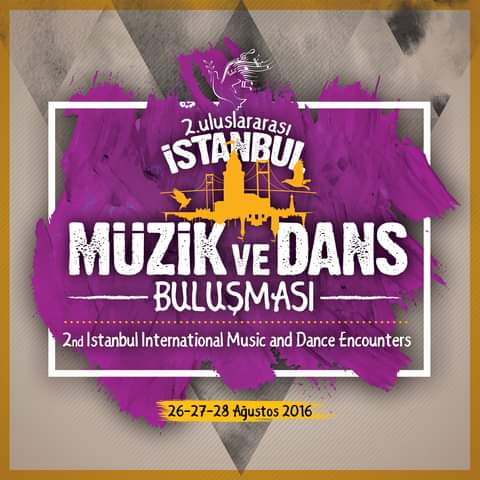 2.uluslararası
İSTANBUL
MÜZİK VE DANS
BULUŞMASI
2nd Istanbul International Music and Dance Encounters
26-27-28 Ağustos 2016